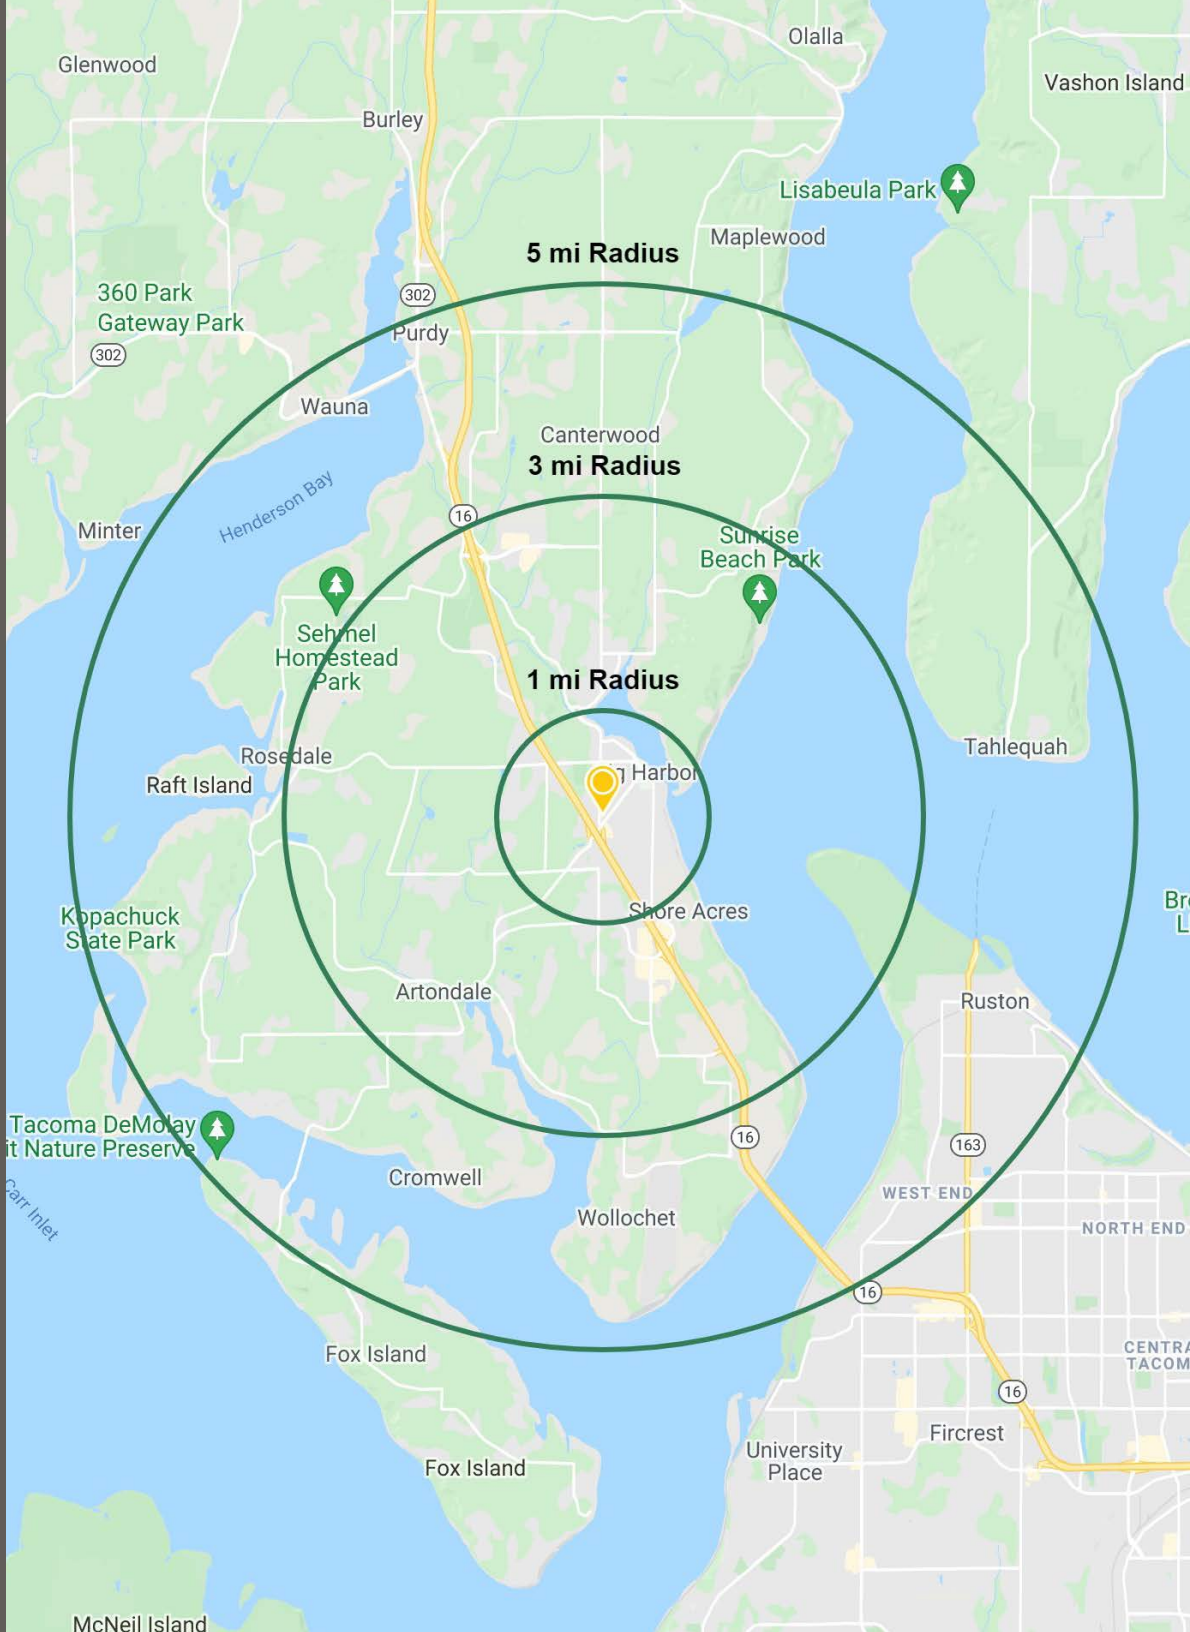 Olalla
Glenwood
Vashon Island
Burley
Lisabeula Park
Maplewood
5 mi Radius
360 Park
Gateway Park
302
Purdy
302
Wauna
Canterwood
3 mi Radius
Henderson Bay
16
Minter
Sunrise
Beach Park
Sehmel
Homestead
Park
1 mi Radius
Rosedale
Tahlequah
Raft Island
Harbor
Kopachuck
State Park
Shore Acres
Artondale
Ruston
Tacoma DeMolay
Nature Preserve
16
163
Cromwell
WEST END
Carr Inlet
Wollochet
NORTH END
16
Fox Island
16
Fircrest
University
Place
Fox Island
McNeil Island